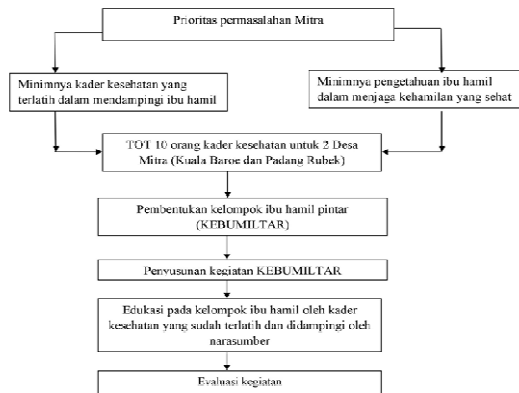 Prioritas permasalahan Mitra
Minimnya kader kesehatan yang
terlatih dalam mendampingi ibu hamil
Minimnya pengetahuan ibu hamil
dalam menjaga kehamilan yang sehat
TOT 10 orang kader kesehatan untuk 2 Desa
Mitra (Kuala Baroe dan Padang Rubek)
Pembentukan kelompok ibu hamil pintar
(KEBUMILTAR)
Penyusunan kegiatan KEBUMILTAR
Edukasi pada kelompok ibu hamil oleh kader
kesehatan yang sudah terlatih dan didampingi oleh
narasumber
Evaluasi kegiatan